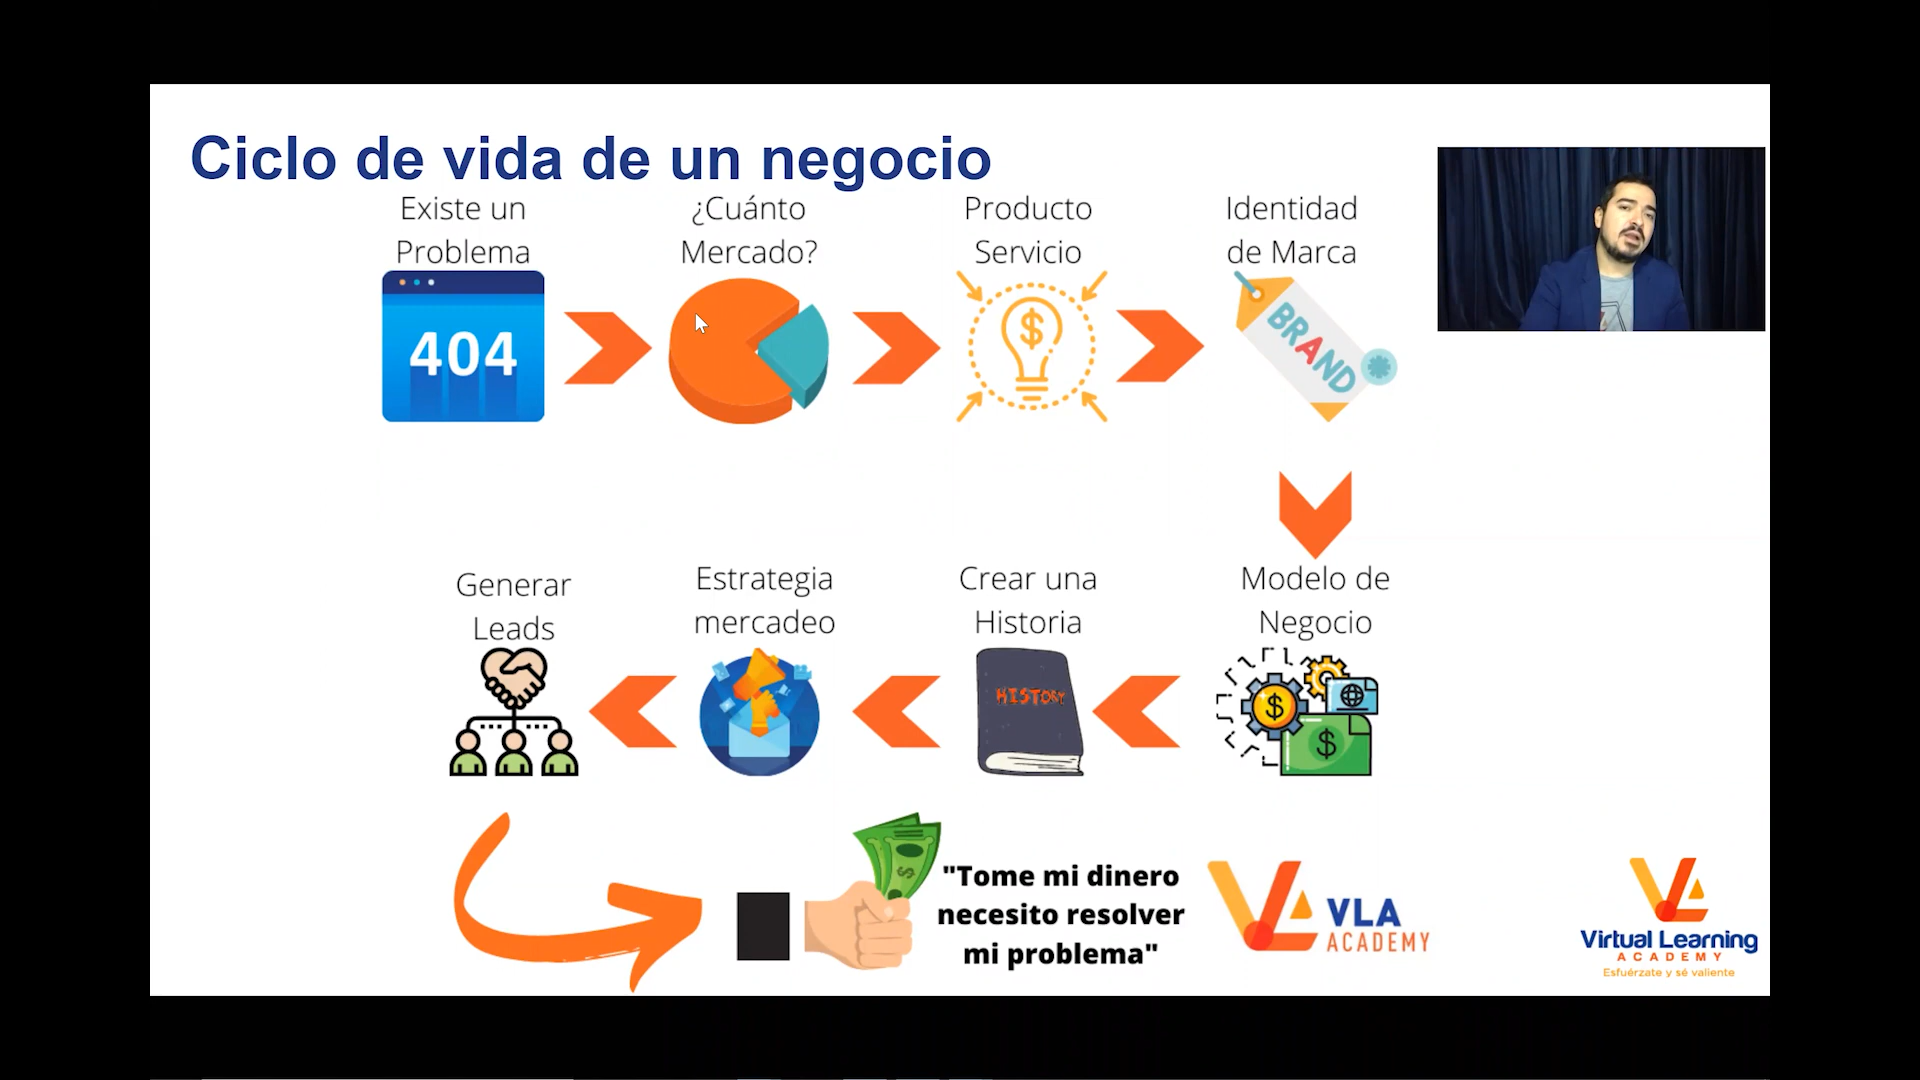 Ciclo de vida de un negocio
Existe un
Problema
404
¿Cuánto
Mercado?
Producto
Servicio
$
Identidad
de Marca
BRAND
Modelo de
Negocio
$
$
Crear una
Historia
HISTORY
Estrategia
mercadeo
Generar
Leads
$
"Tome mi dinero
necesito resolver
mi problema"
VLA
ACADEMY
Virtual Learning
ACADEMY
Esfuérzate y sé valiente